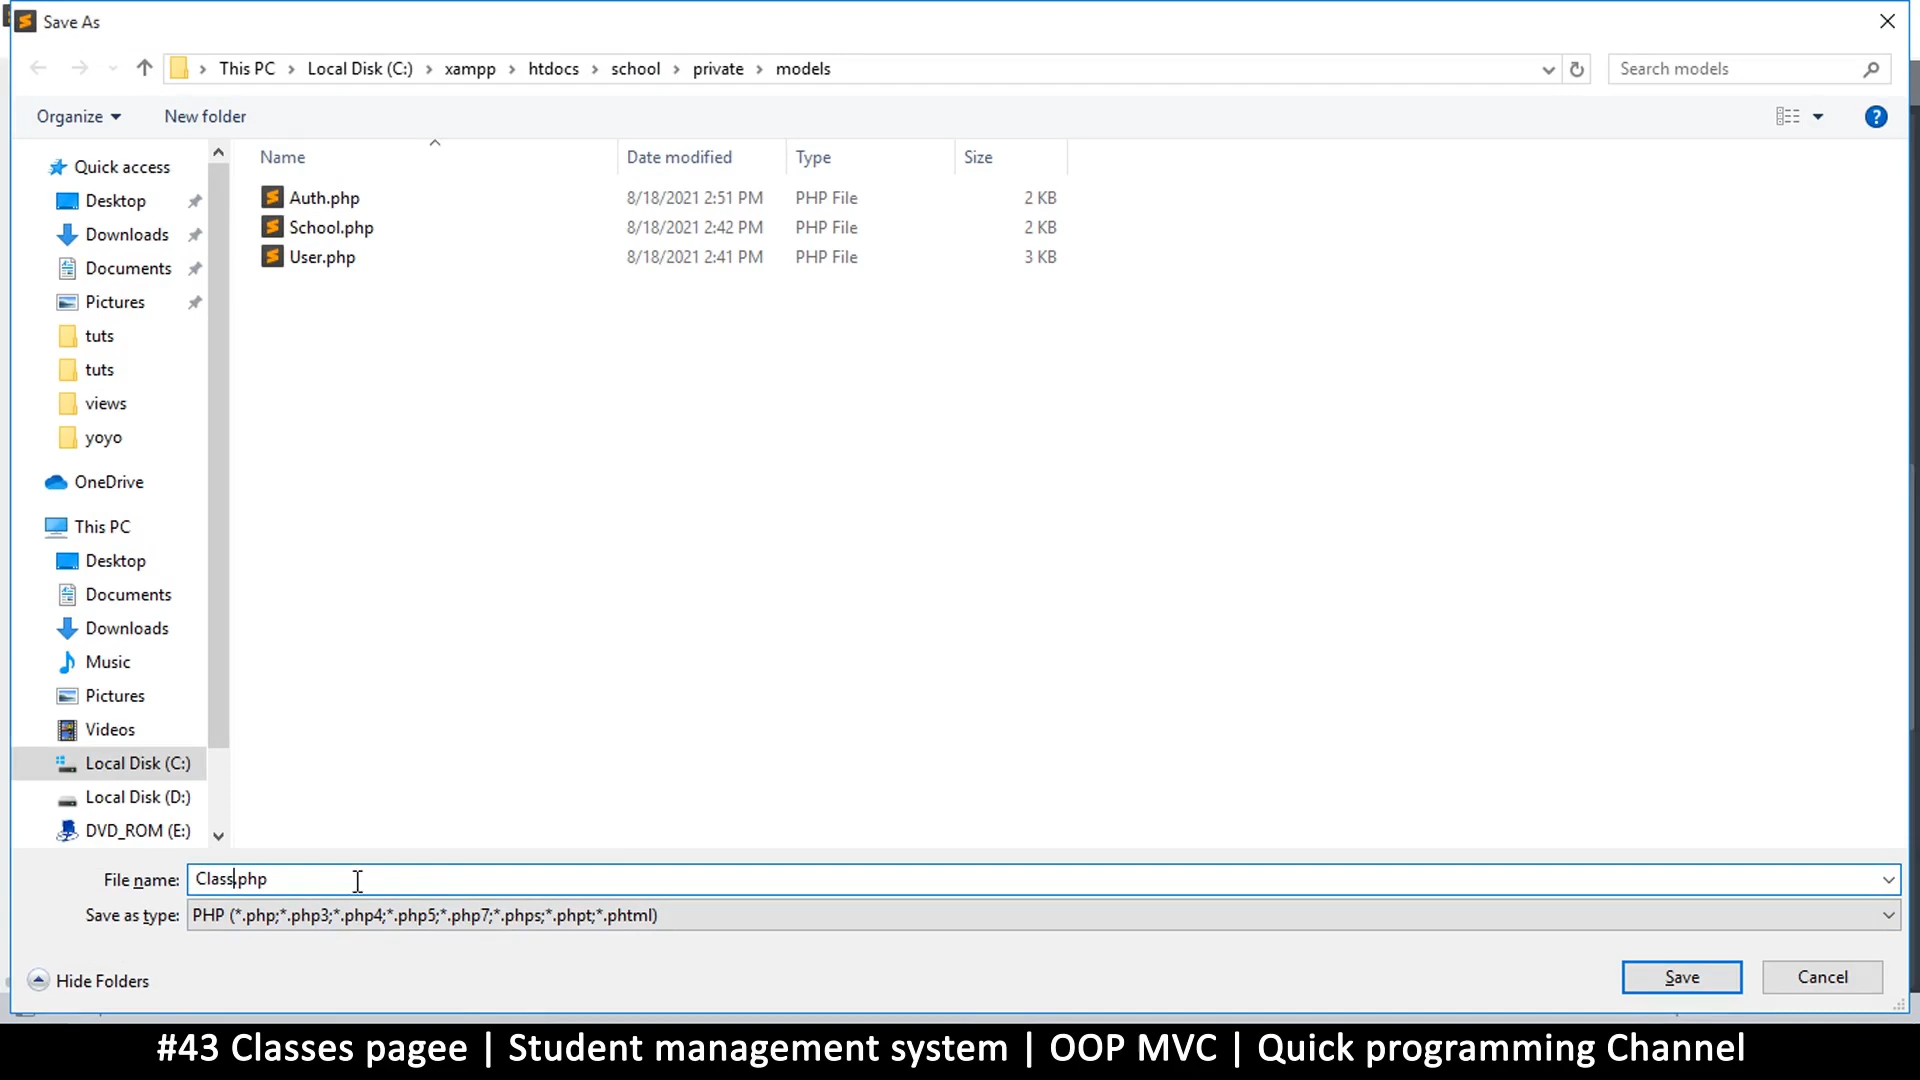 Save As
This PC > Local Disk (C:) > xampp > htdocs > school > private > models
Search models
Organize
New folder
Name
Date modified
Type
Size
Auth.php 8/18/2021 2:51 PM PHP File 2 KB
School.php 8/18/2021 2:42 PM PHP File 2 KB
User.php 8/18/2021 2:41 PM PHP File 3 KB
Quick access
Desktop
Downloads
Documents
Pictures
tuts
tuts
views
yoyo
OneDrive
This PC
Desktop
Documents
Downloads
Music
Pictures
Videos
Local Disk (C:)
Local Disk (D:)
DVD_ROM (E:)
File name: Class.php
Save as type: PHP (*.php;*.php3;*.php4;*.php5;*.php7;*.phps;*.phpt;*.phtml)
Hide Folders
Save
Cancel
#43 Classes pagee | Student management system | OOP MVC | Quick programming Channel